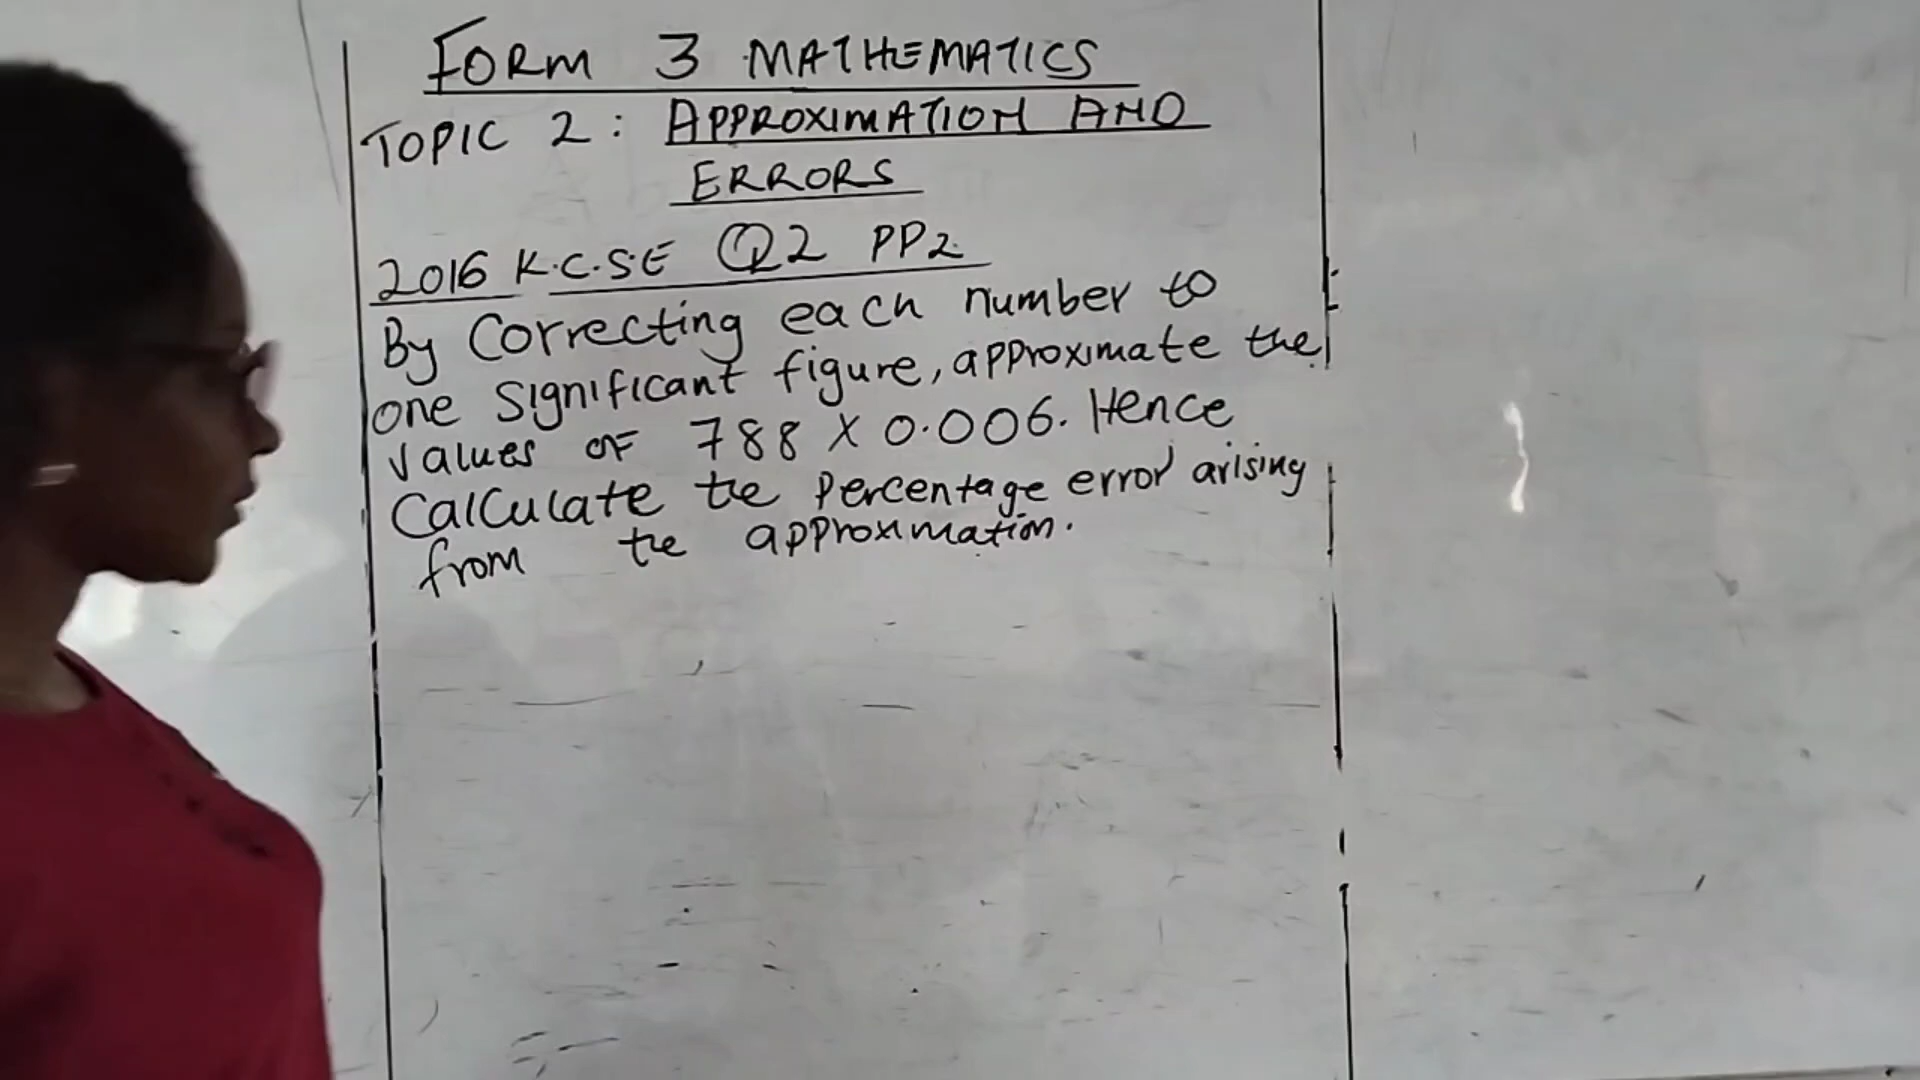 FORM 3 MATHEMATICS
TOPIC 2: APPROXIMATION AND
ERRORS
2016 K.C.S.E Q2 PP2.
By Correcting each number to
one significant figure, approximate the
values of 788 X 0.006. Hence
Calculate the percentage error arising
from the approximation.